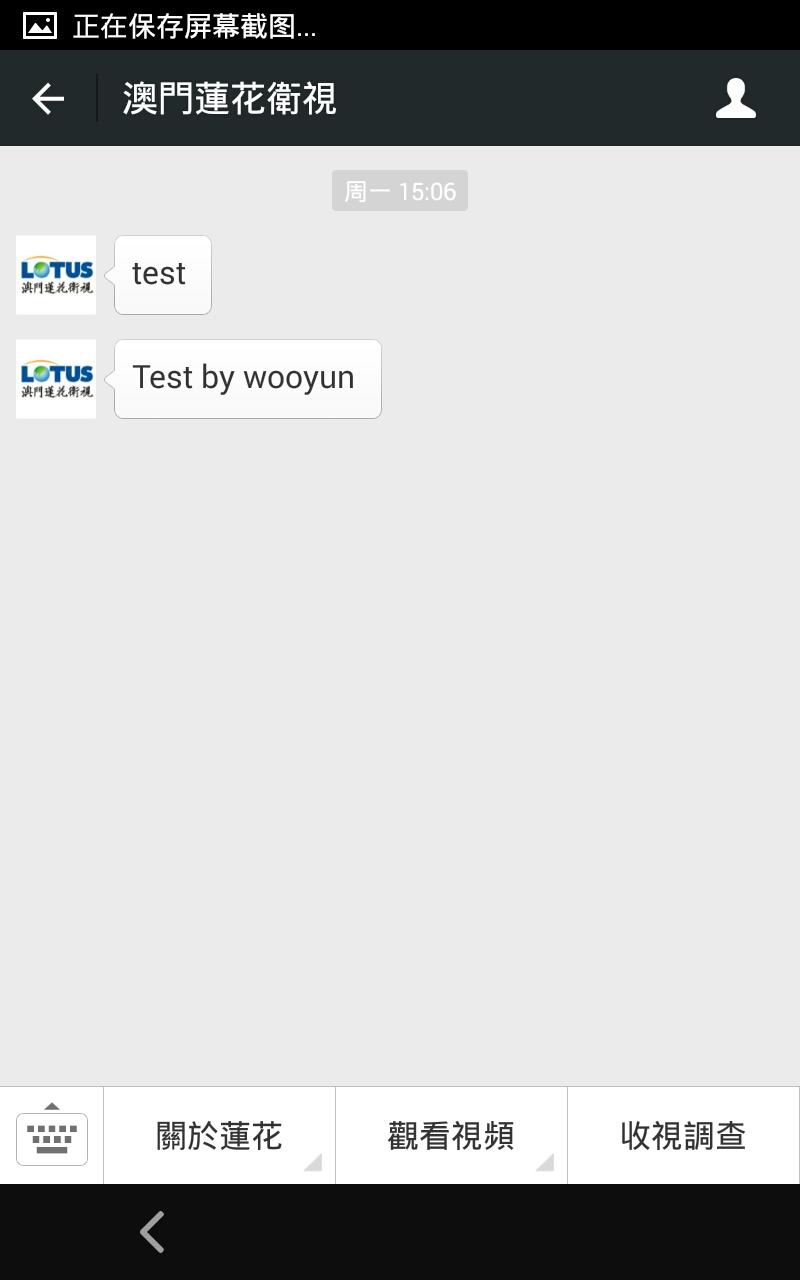 正在保存屏幕截图...
澳門蓮花衛視
周一 15:06
LOTUS
澳門蓮花衛視
test
LOTUS
澳門蓮花衛視
Test by wooyun
關於蓮花
觀看視頻
收視調查